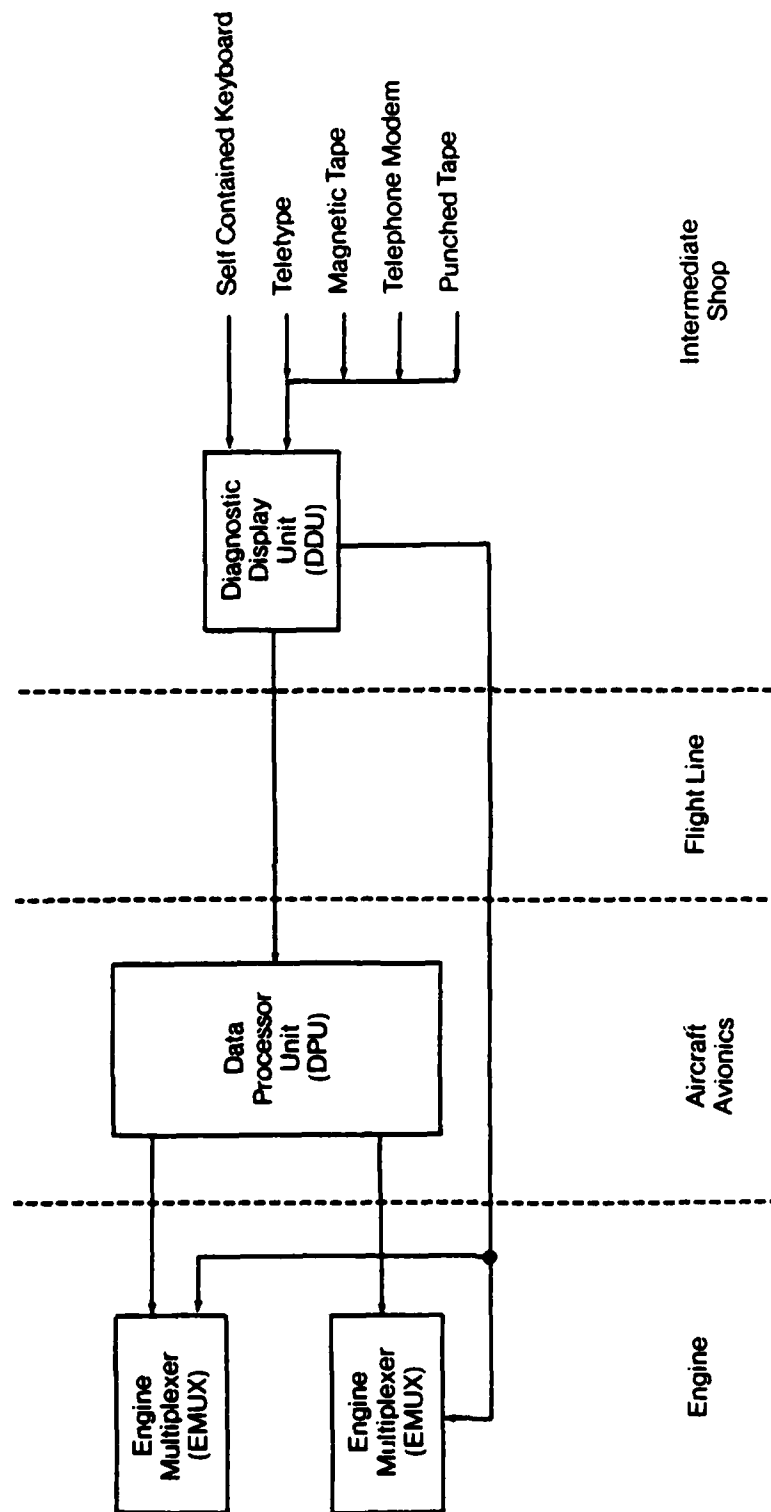 Engine
Multiplexer
(EMUX)
Engine
Multiplexer
(EMUX)
Data
Processor
Unit
(DPU)
Diagnostic
Display
Unit
(DDU)
Self Contained Keyboard
Teletype
Magnetic Tape
Telephone Modem
Punched Tape
Engine
Aircraft
Avionics
Flight Line
Intermediate
Shop